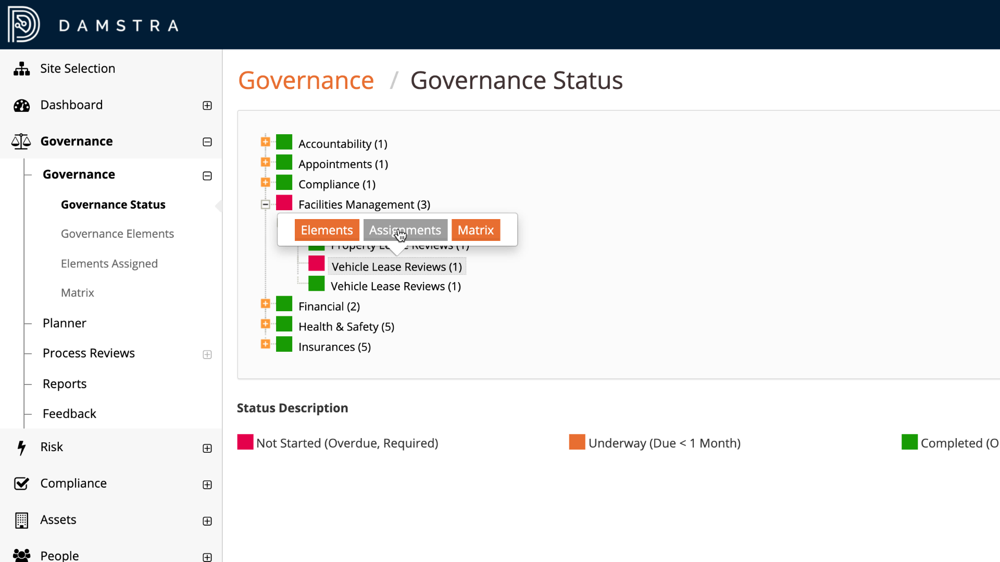 DAMSTRA
Site Selection
Dashboard
Governance
Governance
Governance Status
Governance Elements
Elements Assigned
Matrix
Planner
Process Reviews
Reports
Feedback
Risk
Compliance
Assets
People
Governance / Governance Status
Accountability (1)
Appointments (1)
Compliance (1)
Facilities Management (3)
Elements Assignments Matrix
Property Lease Reviews (1)
Vehicle Lease Reviews (1)
Vehicle Lease Reviews (1)
Financial (2)
Health & Safety (5)
Insurances (5)
Status Description
Not Started (Overdue, Required)
Underway (Due < 1 Month)
Completed (O